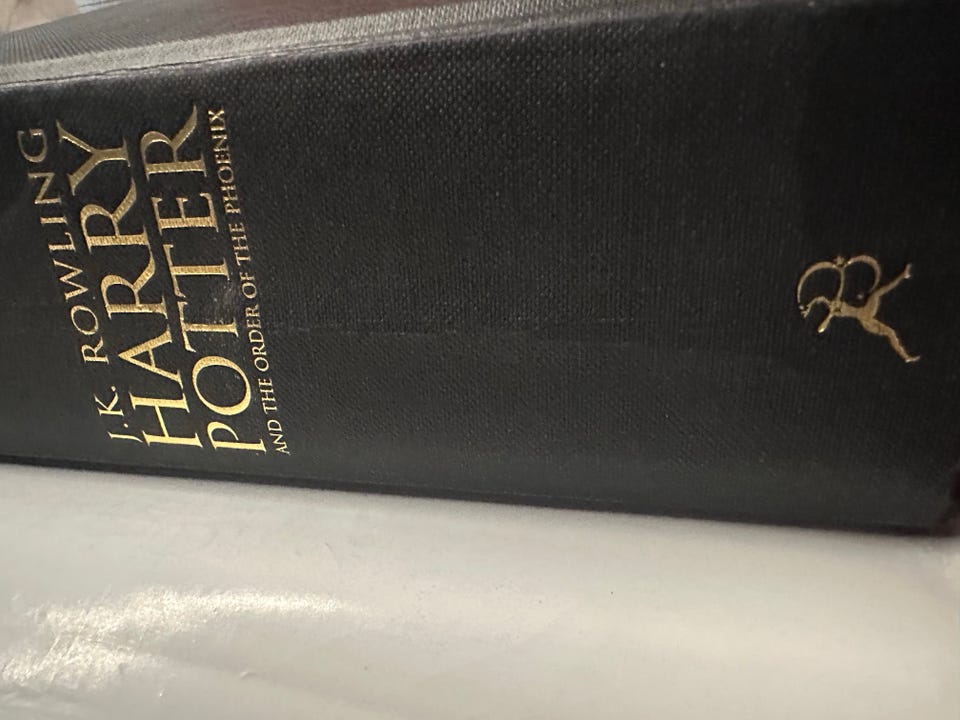 J.K. ROWLING
HARRY
POTTER
AND THE ORDER OF THE PHOENIX